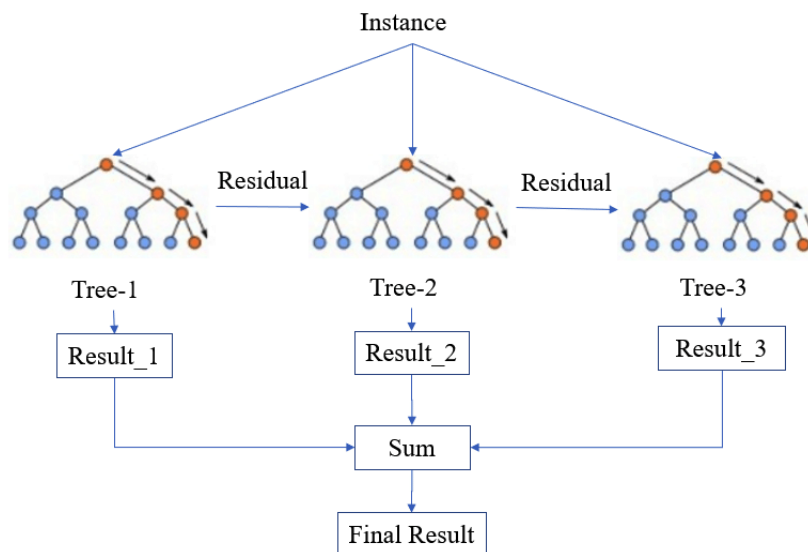 Instance
Residual
Residual
Tree-1
Tree-2
Tree-3
Result_1
Result_2
Result_3
Sum
Final Result